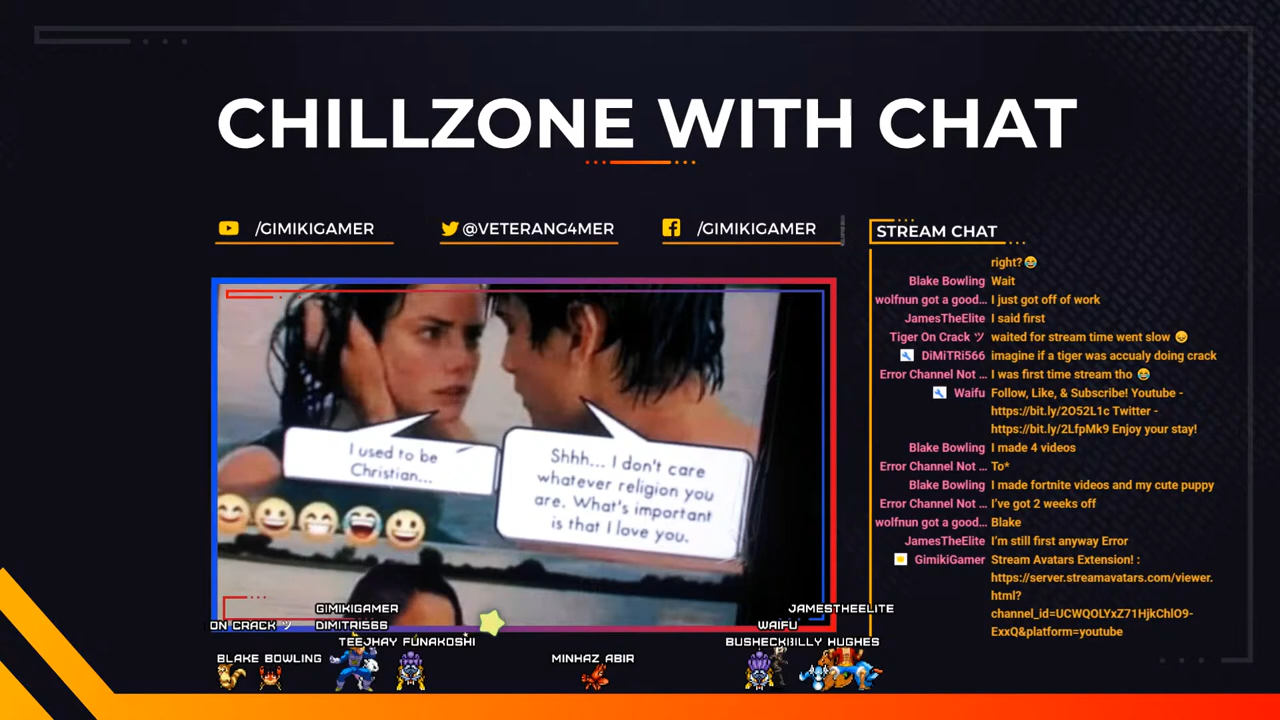 CHILLZONE WITH CHAT
/GIMIKIGAMER
@VETERANG4MER
/GIMIKIGAMER
STREAM CHAT
right?😂
Blake Bowling Wait
wolfnun got a good... I just got off of work
JamesTheElite I said first
Tiger On Crack ツ waited for stream time went slow 😔
DiMiTRi566 imagine if a tiger was accualy doing crack
Error Channel Not ... I was first time stream tho 😂
Waifu Follow, Like, & Subscribe! Youtube -
https://bit.ly/2O52L1c Twitter -
https://bit.ly/2LfpMk9 Enjoy your stay!
Blake Bowling I made 4 videos
Error Channel Not ... To*
Blake Bowling I made fortnite videos and my cute puppy
Error Channel Not ... I've got 2 weeks off
wolfnun got a good... Blake
JamesTheElite I'm still first anyway Error
GimikiGamer Stream Avatars Extension! :
https://server.streamavatars.com/viewer.
html?
channel_id=UCWQOLYxZ71HjkChlO9-
ExxQ&platform=youtube
I used to be
Christian...
Shhh... I don't care
whatever religion you
are. What's important
is that I love you.
GIMIKIGAMER
JAMESTHEELITE
ON CRACK ツ
DIMITRI566
WAIFU
TEEJHAY FUNAKOSHI
BILLY HUGHES
BLAKE BOWLING
MINHAZ ABIR